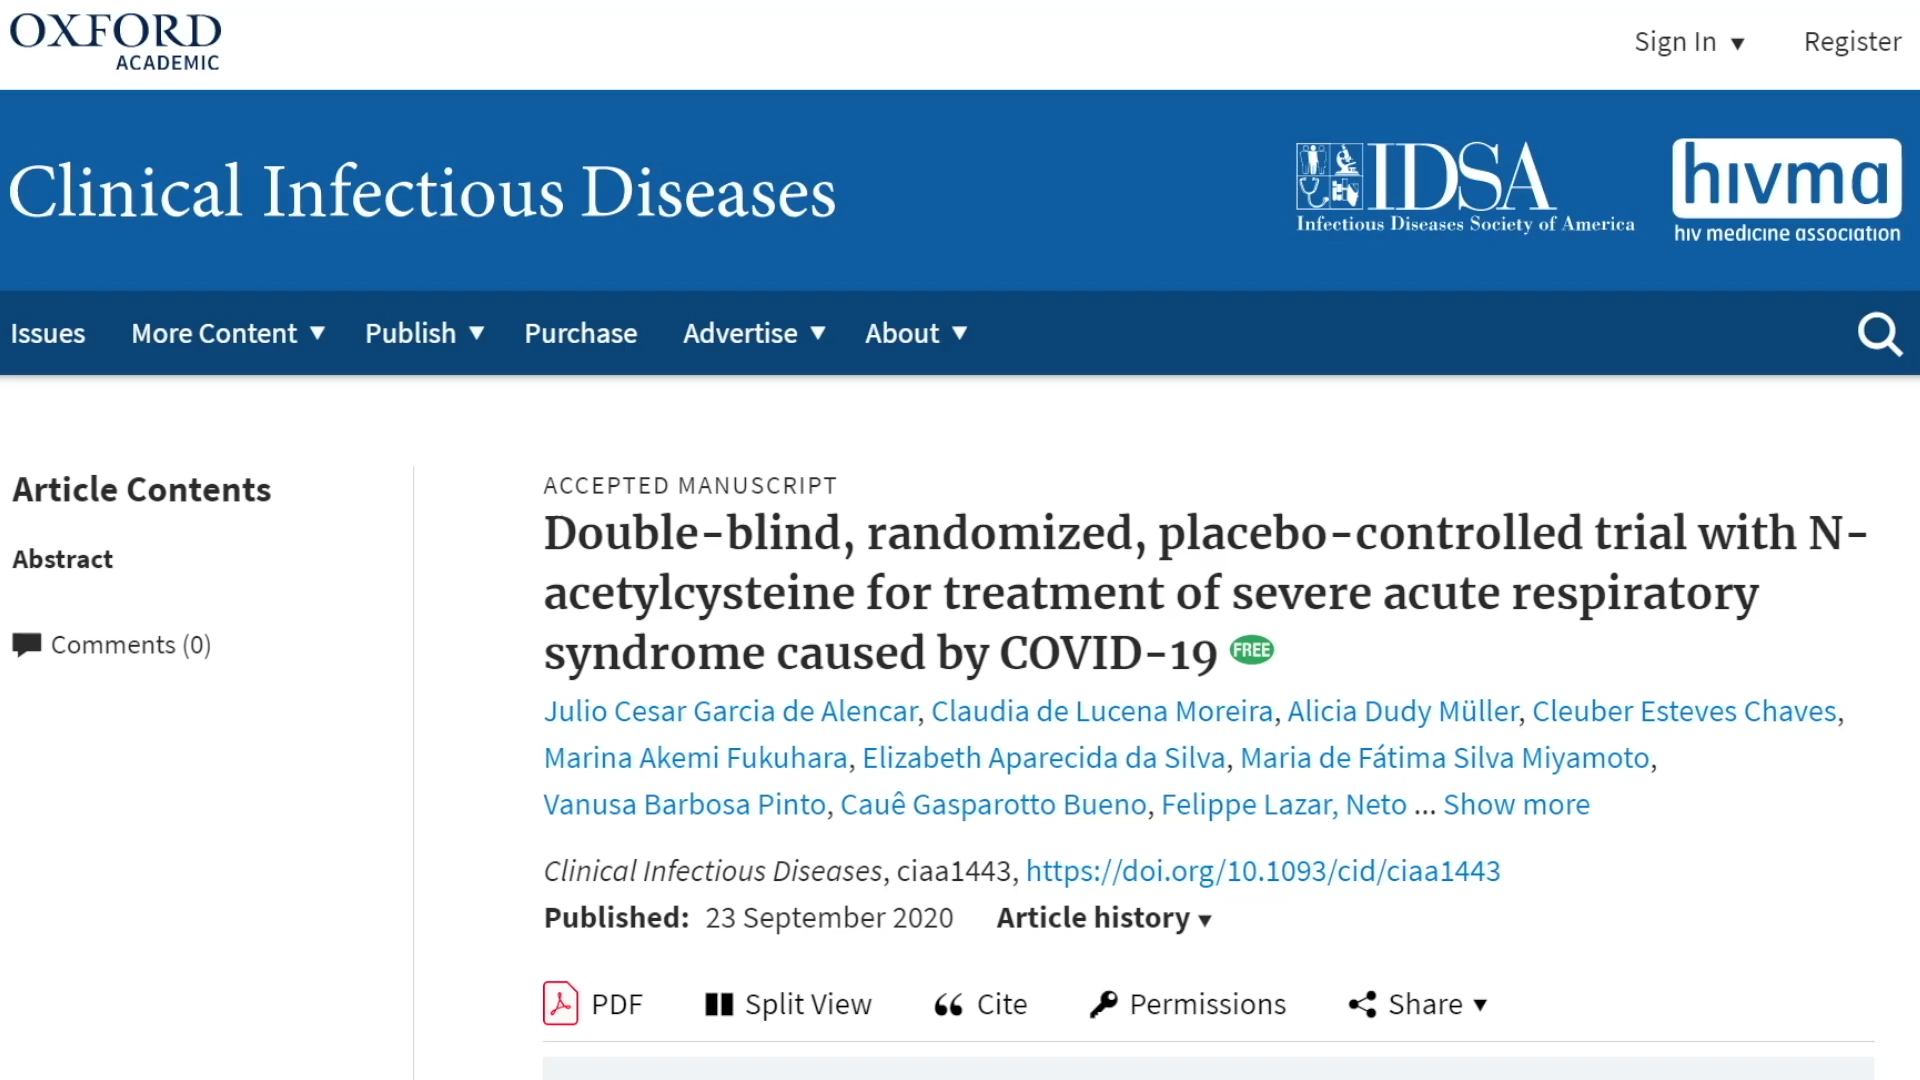 OXFORD
ACADEMIC
Sign In ▼
Register
Clinical Infectious Diseases
IDSA
Infectious Diseases Society of America
hivma
hiv medicine association
Issues
More Content ▼
Publish ▼
Purchase
Advertise ▼
About ▼
Article Contents
Abstract
Comments (0)
ACCEPTED MANUSCRIPT
Double-blind, randomized, placebo-controlled trial with N-
acetylcysteine for treatment of severe acute respiratory
syndrome caused by COVID-19 FREE
Julio Cesar Garcia de Alencar, Claudia de Lucena Moreira, Alicia Dudy Müller, Cleuber Esteves Chaves,
Marina Akemi Fukuhara, Elizabeth Aparecida da Silva, Maria de Fátima Silva Miyamoto,
Vanusa Barbosa Pinto, Cauê Gasparotto Bueno, Felippe Lazar, Neto ... Show more
Clinical Infectious Diseases, ciaa1443, https://doi.org/10.1093/cid/ciaa1443
Published: 23 September 2020 Article history ▼
PDF
Split View
Cite
Permissions
Share ▼